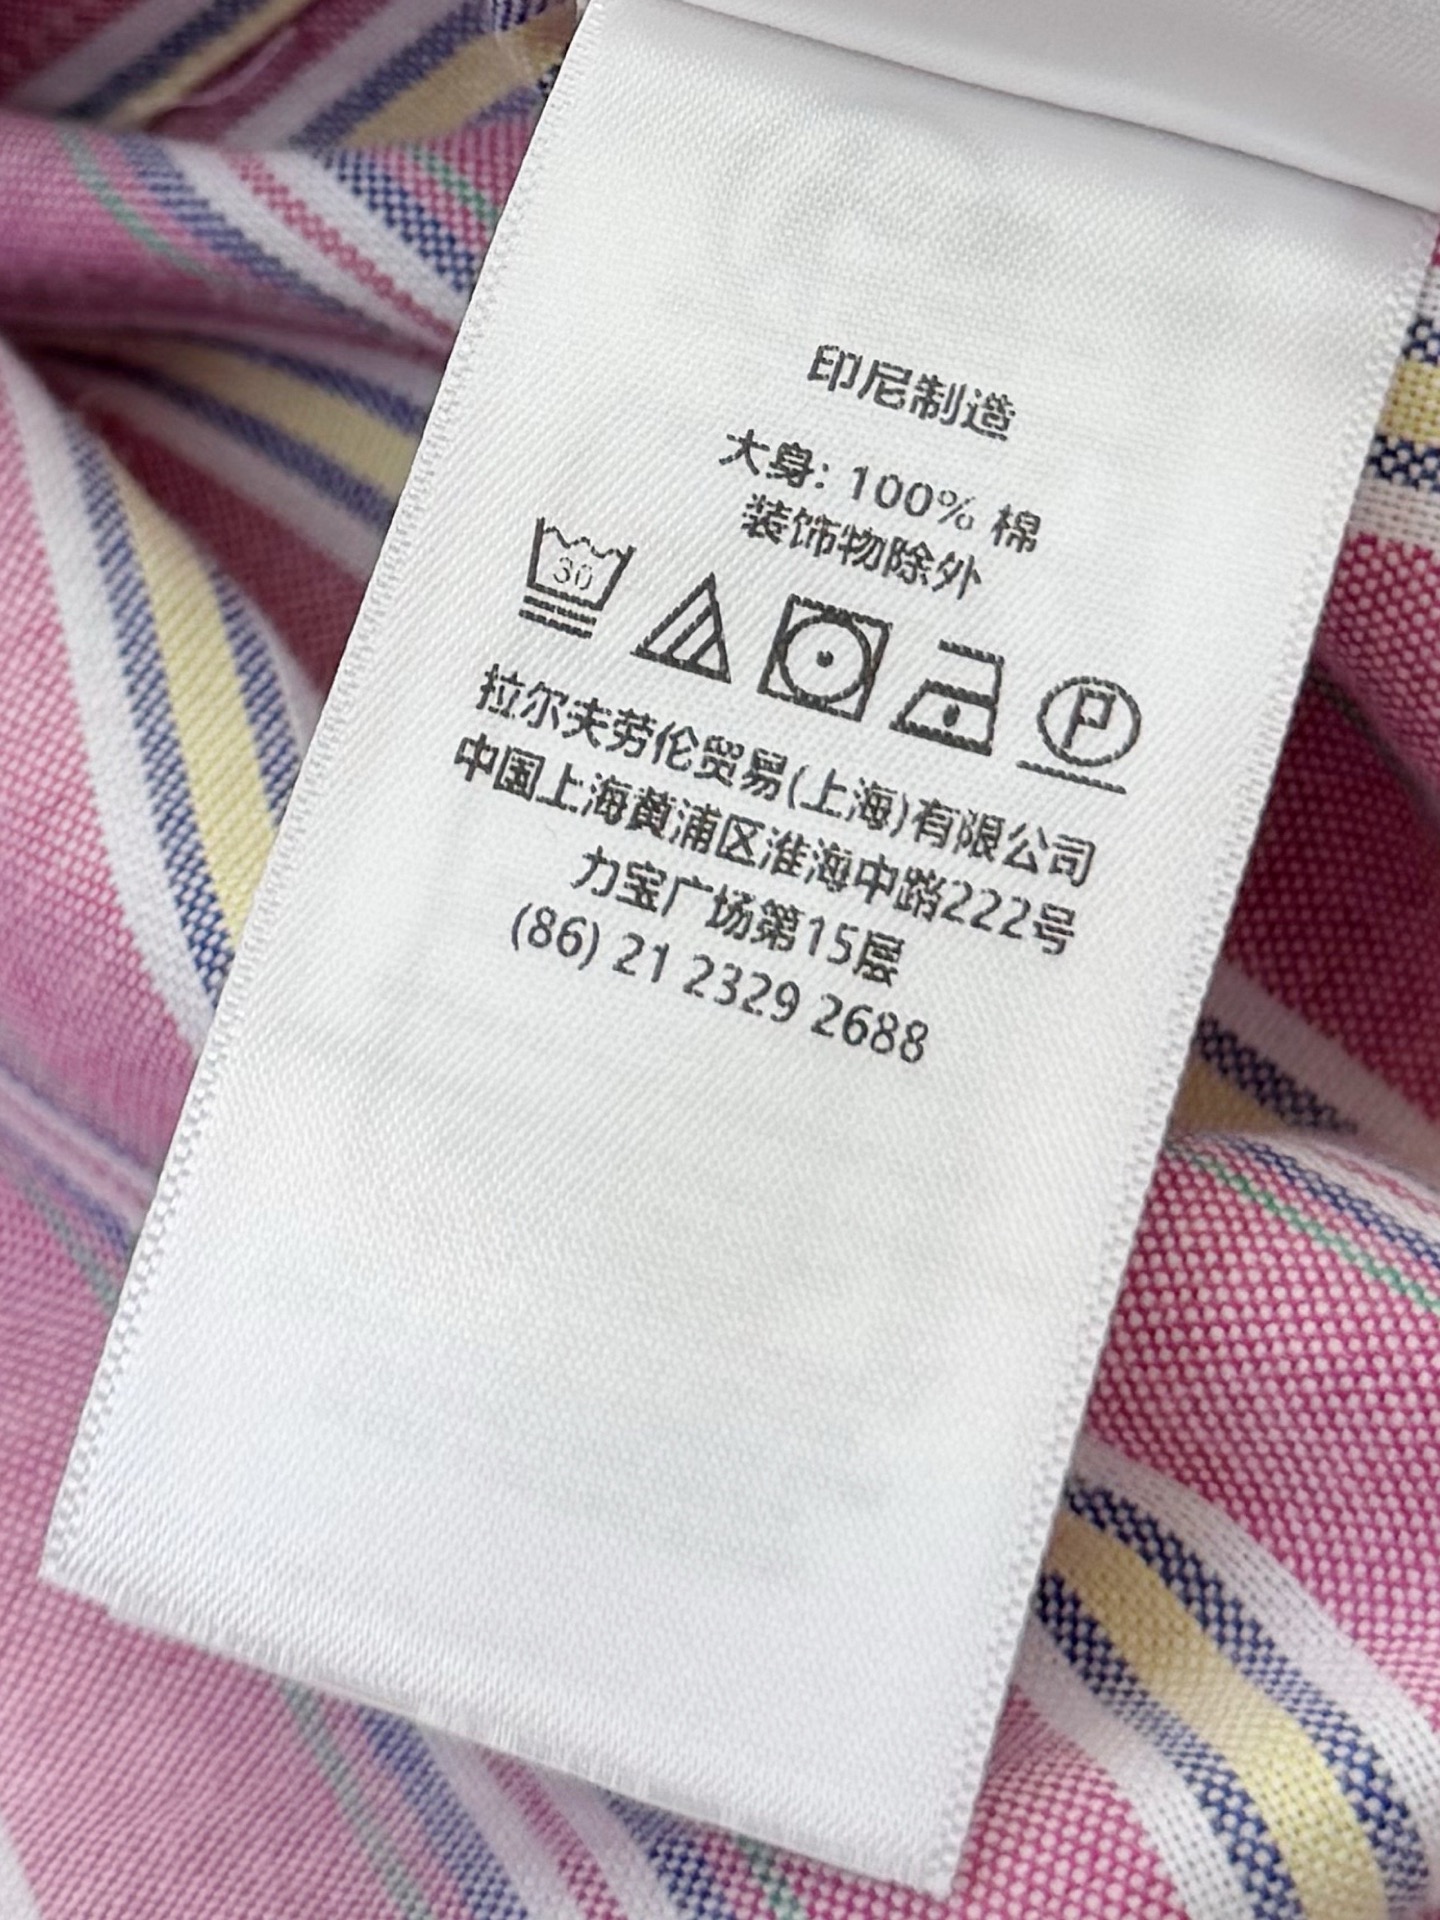 印尼制造
大身: 100% 棉
装饰物除外
30
P
拉尔夫劳伦贸易(上海)有限公司
中国上海黄浦区淮海中路222号
力宝广场第15层
(86) 21 2329 2688